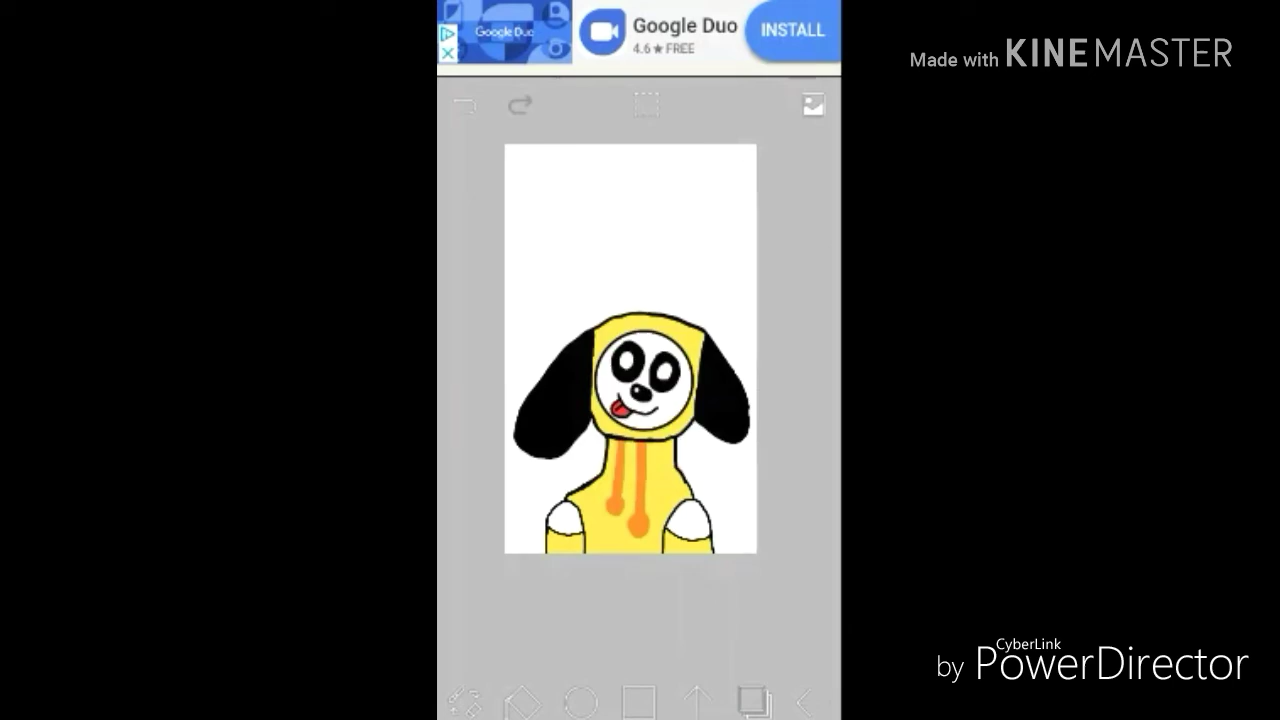 Google Duo
Google Duo
4.6★FREE
INSTALL
Made with KINEMASTER
CyberLink
by PowerDirector